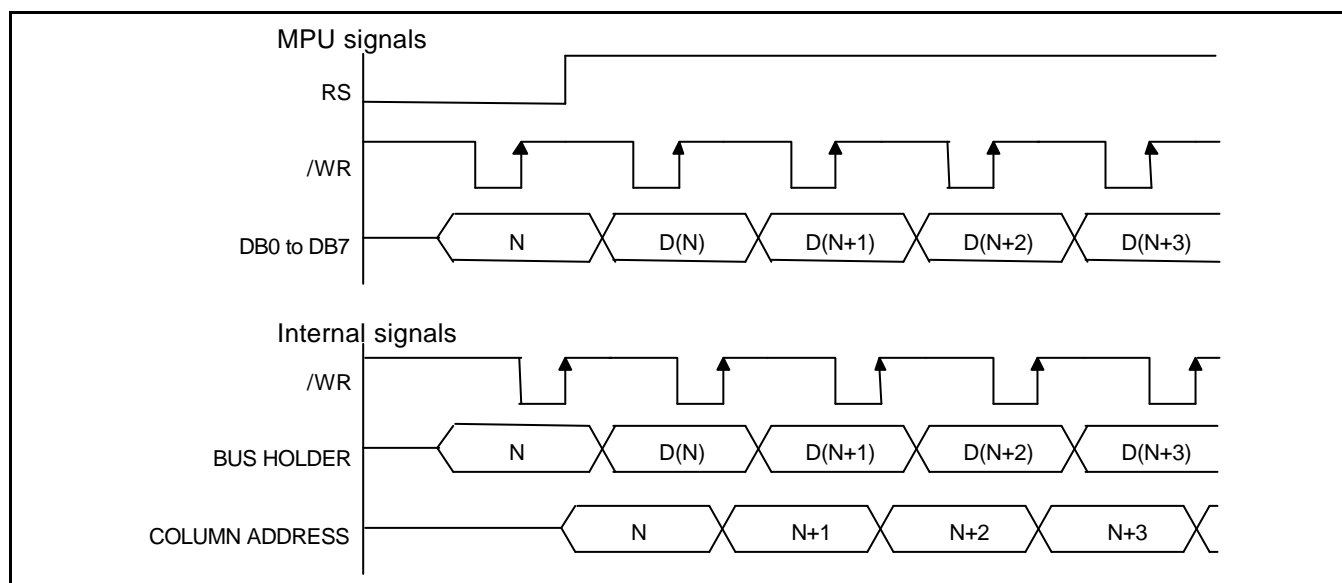 MPU signals
RS
/WR
DB0 to DB7 N D(N) D(N+1) D(N+2) D(N+3)
Internal signals
/WR
BUS HOLDER N D(N) D(N+1) D(N+2) D(N+3)
COLUMN ADDRESS N N+1 N+2 N+3